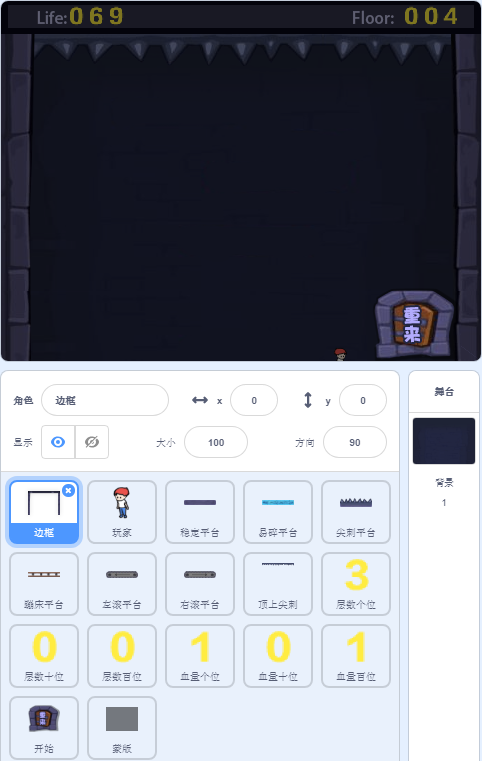 Life:069 Floor: 004
重来
角色 边框 x 0 y 0
舞台
显示 大小 100 方向 90
背景
1
边框 玩家 稳定平台 易碎平台 尖刺平台
3
蹦床平台 左滚平台 右滚平台 顶上尖刺 层数个位
0 0 1 0 1
层数十位 层数百位 血量个位 血量十位 血量百位
开始 蒙版